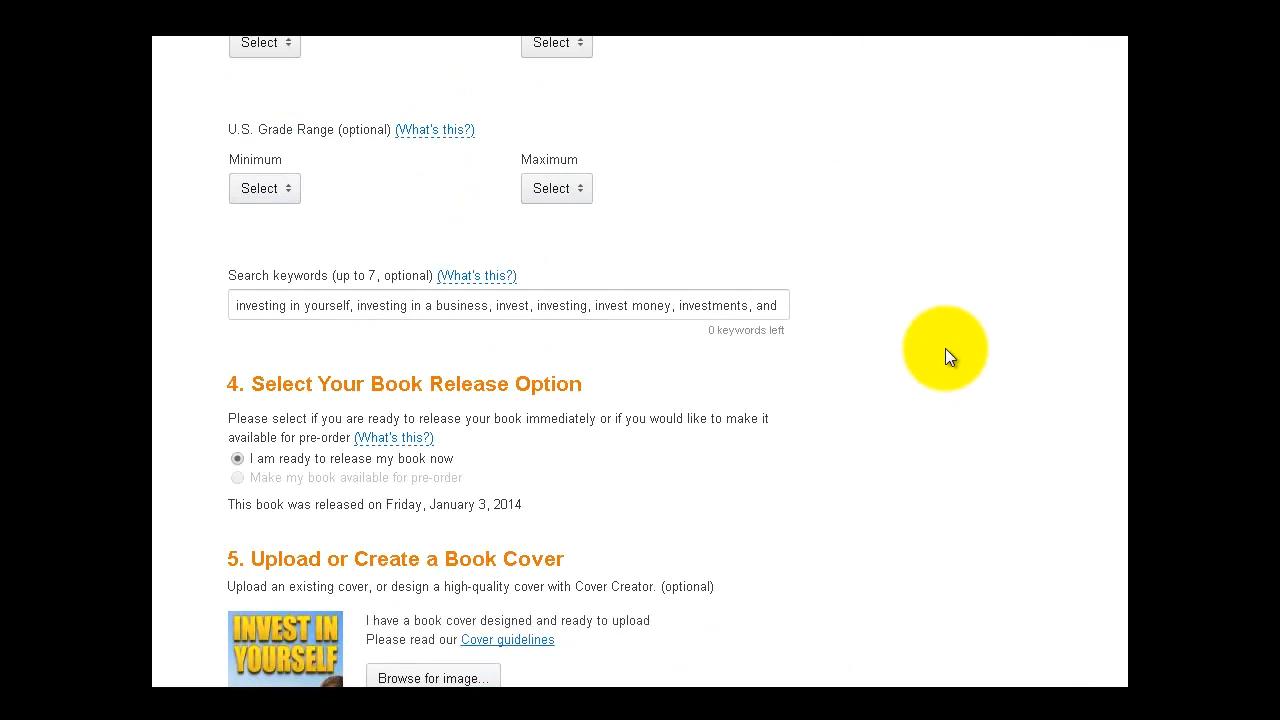 Select Select
U.S. Grade Range (optional) (What's this?)
Minimum Maximum
Select Select
Search keywords (up to 7, optional) (What's this?)
investing in yourself, investing in a business, invest, investing, invest money, investments, and
0 keywords left
4. Select Your Book Release Option
Please select if you are ready to release your book immediately or if you would like to make it
available for pre-order (What's this?)
I am ready to release my book now
Make my book available for pre-order
This book was released on Friday, January 3, 2014
5. Upload or Create a Book Cover
Upload an existing cover, or design a high-quality cover with Cover Creator. (optional)
INVEST IN
YOURSELF
I have a book cover designed and ready to upload
Please read our Cover guidelines
Browse for image...